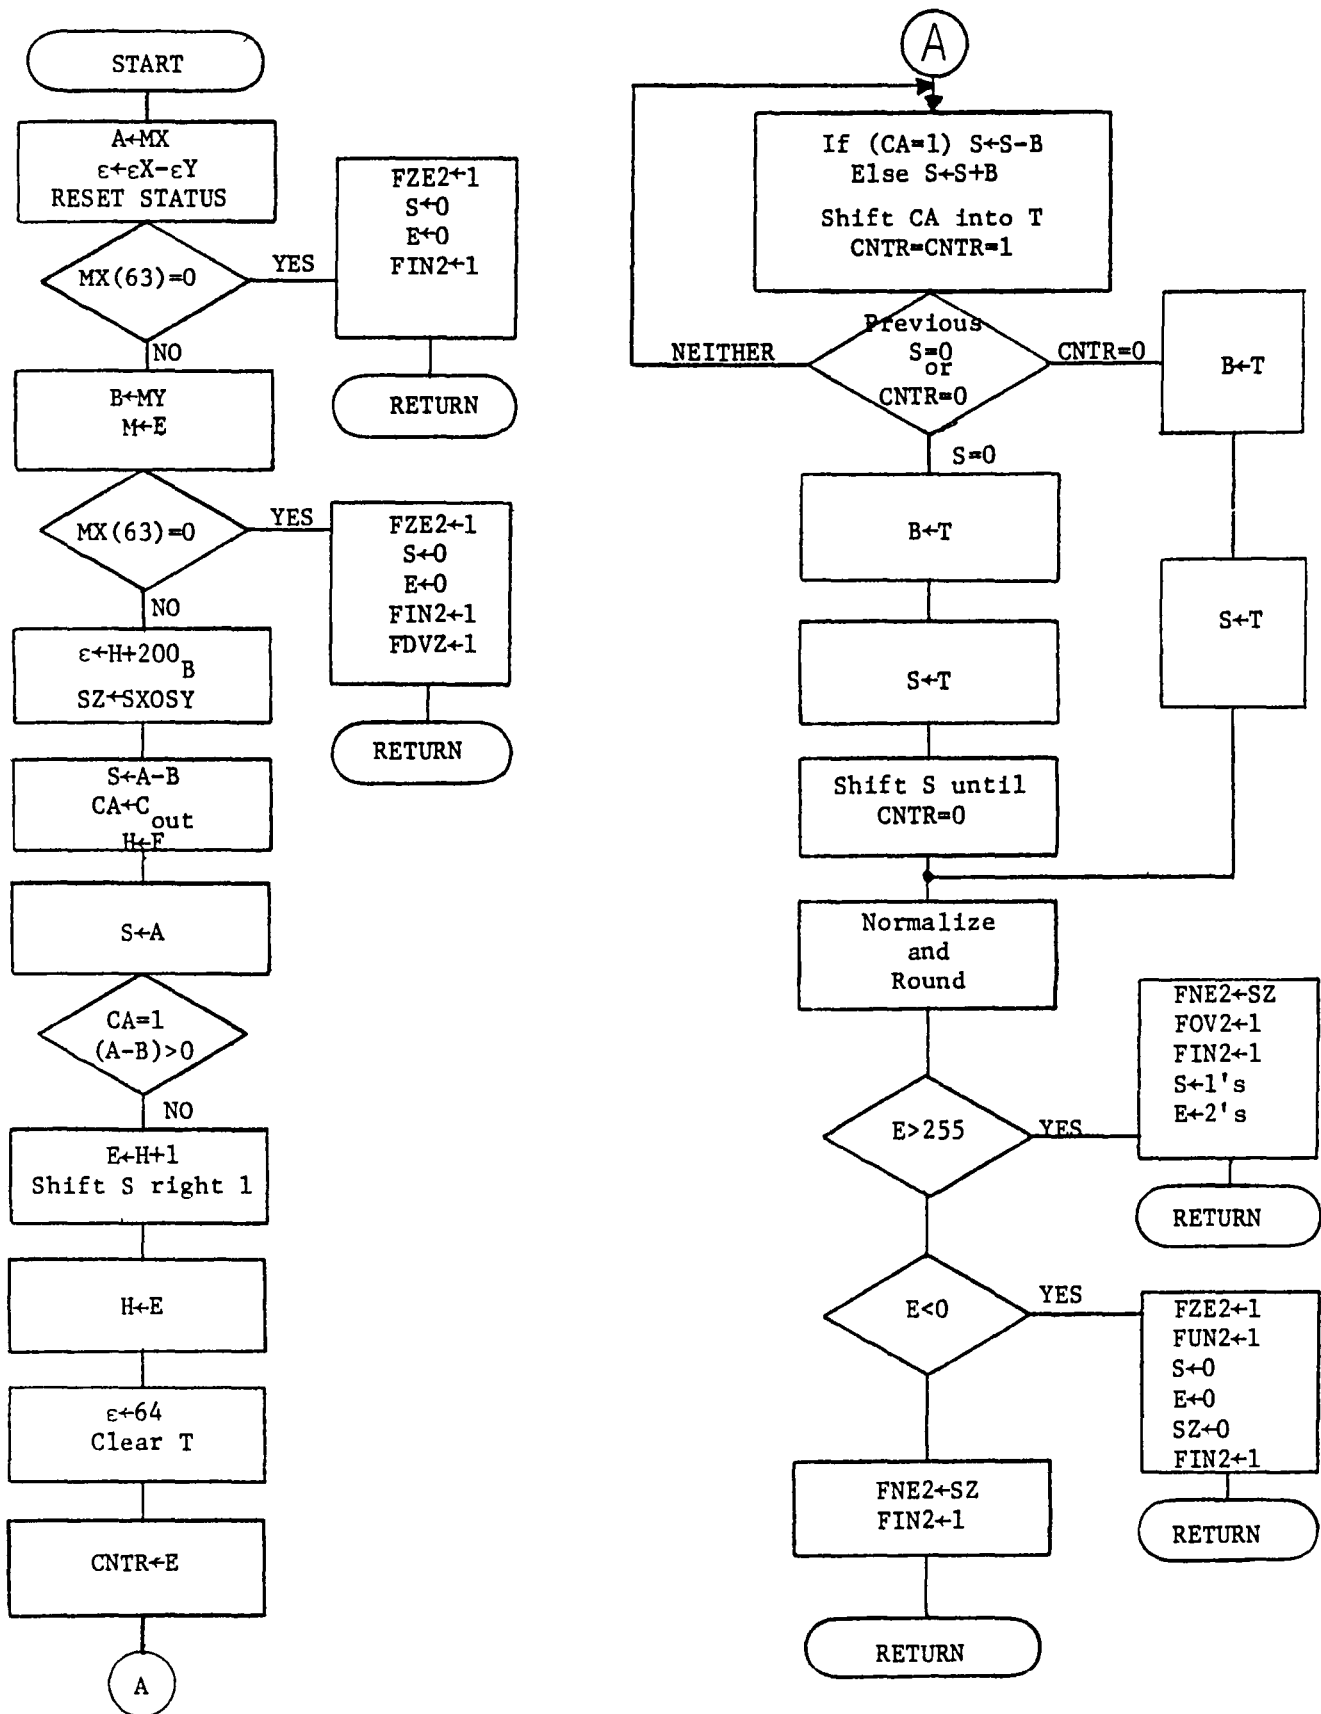 START
A←MX
ε←εX-εY
RESET STATUS
MX(63)=0
YES
FZE2←1
S←0
E←0
FIN2←1
RETURN
NO
B←MY
M←E
MX(63)=0
YES
FZE2←1
S←0
E←0
FIN2←1
FDVZ←1
RETURN
NO
ε←H+200B
SZ←SXOSY
S←A-B
CA←Cout
H←F
S←A
CA=1
(A-B)>0
NO
E←H+1
Shift S right 1
H←E
ε←64
Clear T
CNTR←E
A
A
If (CA=1) S←S-B
Else S←S+B
Shift CA into T
CNTR=CNTR=1
Previous
S=0
or
CNTR=0
NEITHER
CNTR=0
B←T
S←T
S=0
B←T
S←T
Shift S until
CNTR=0
Normalize
and
Round
E>255
YES
FNE2←SZ
FOV2←1
FIN2←1
S←1's
E←2's
RETURN
E<0
YES
FZE2←1
FUN2←1
S←0
E←0
SZ←0
FIN2←1
RETURN
FNE2←SZ
FIN2←1
RETURN